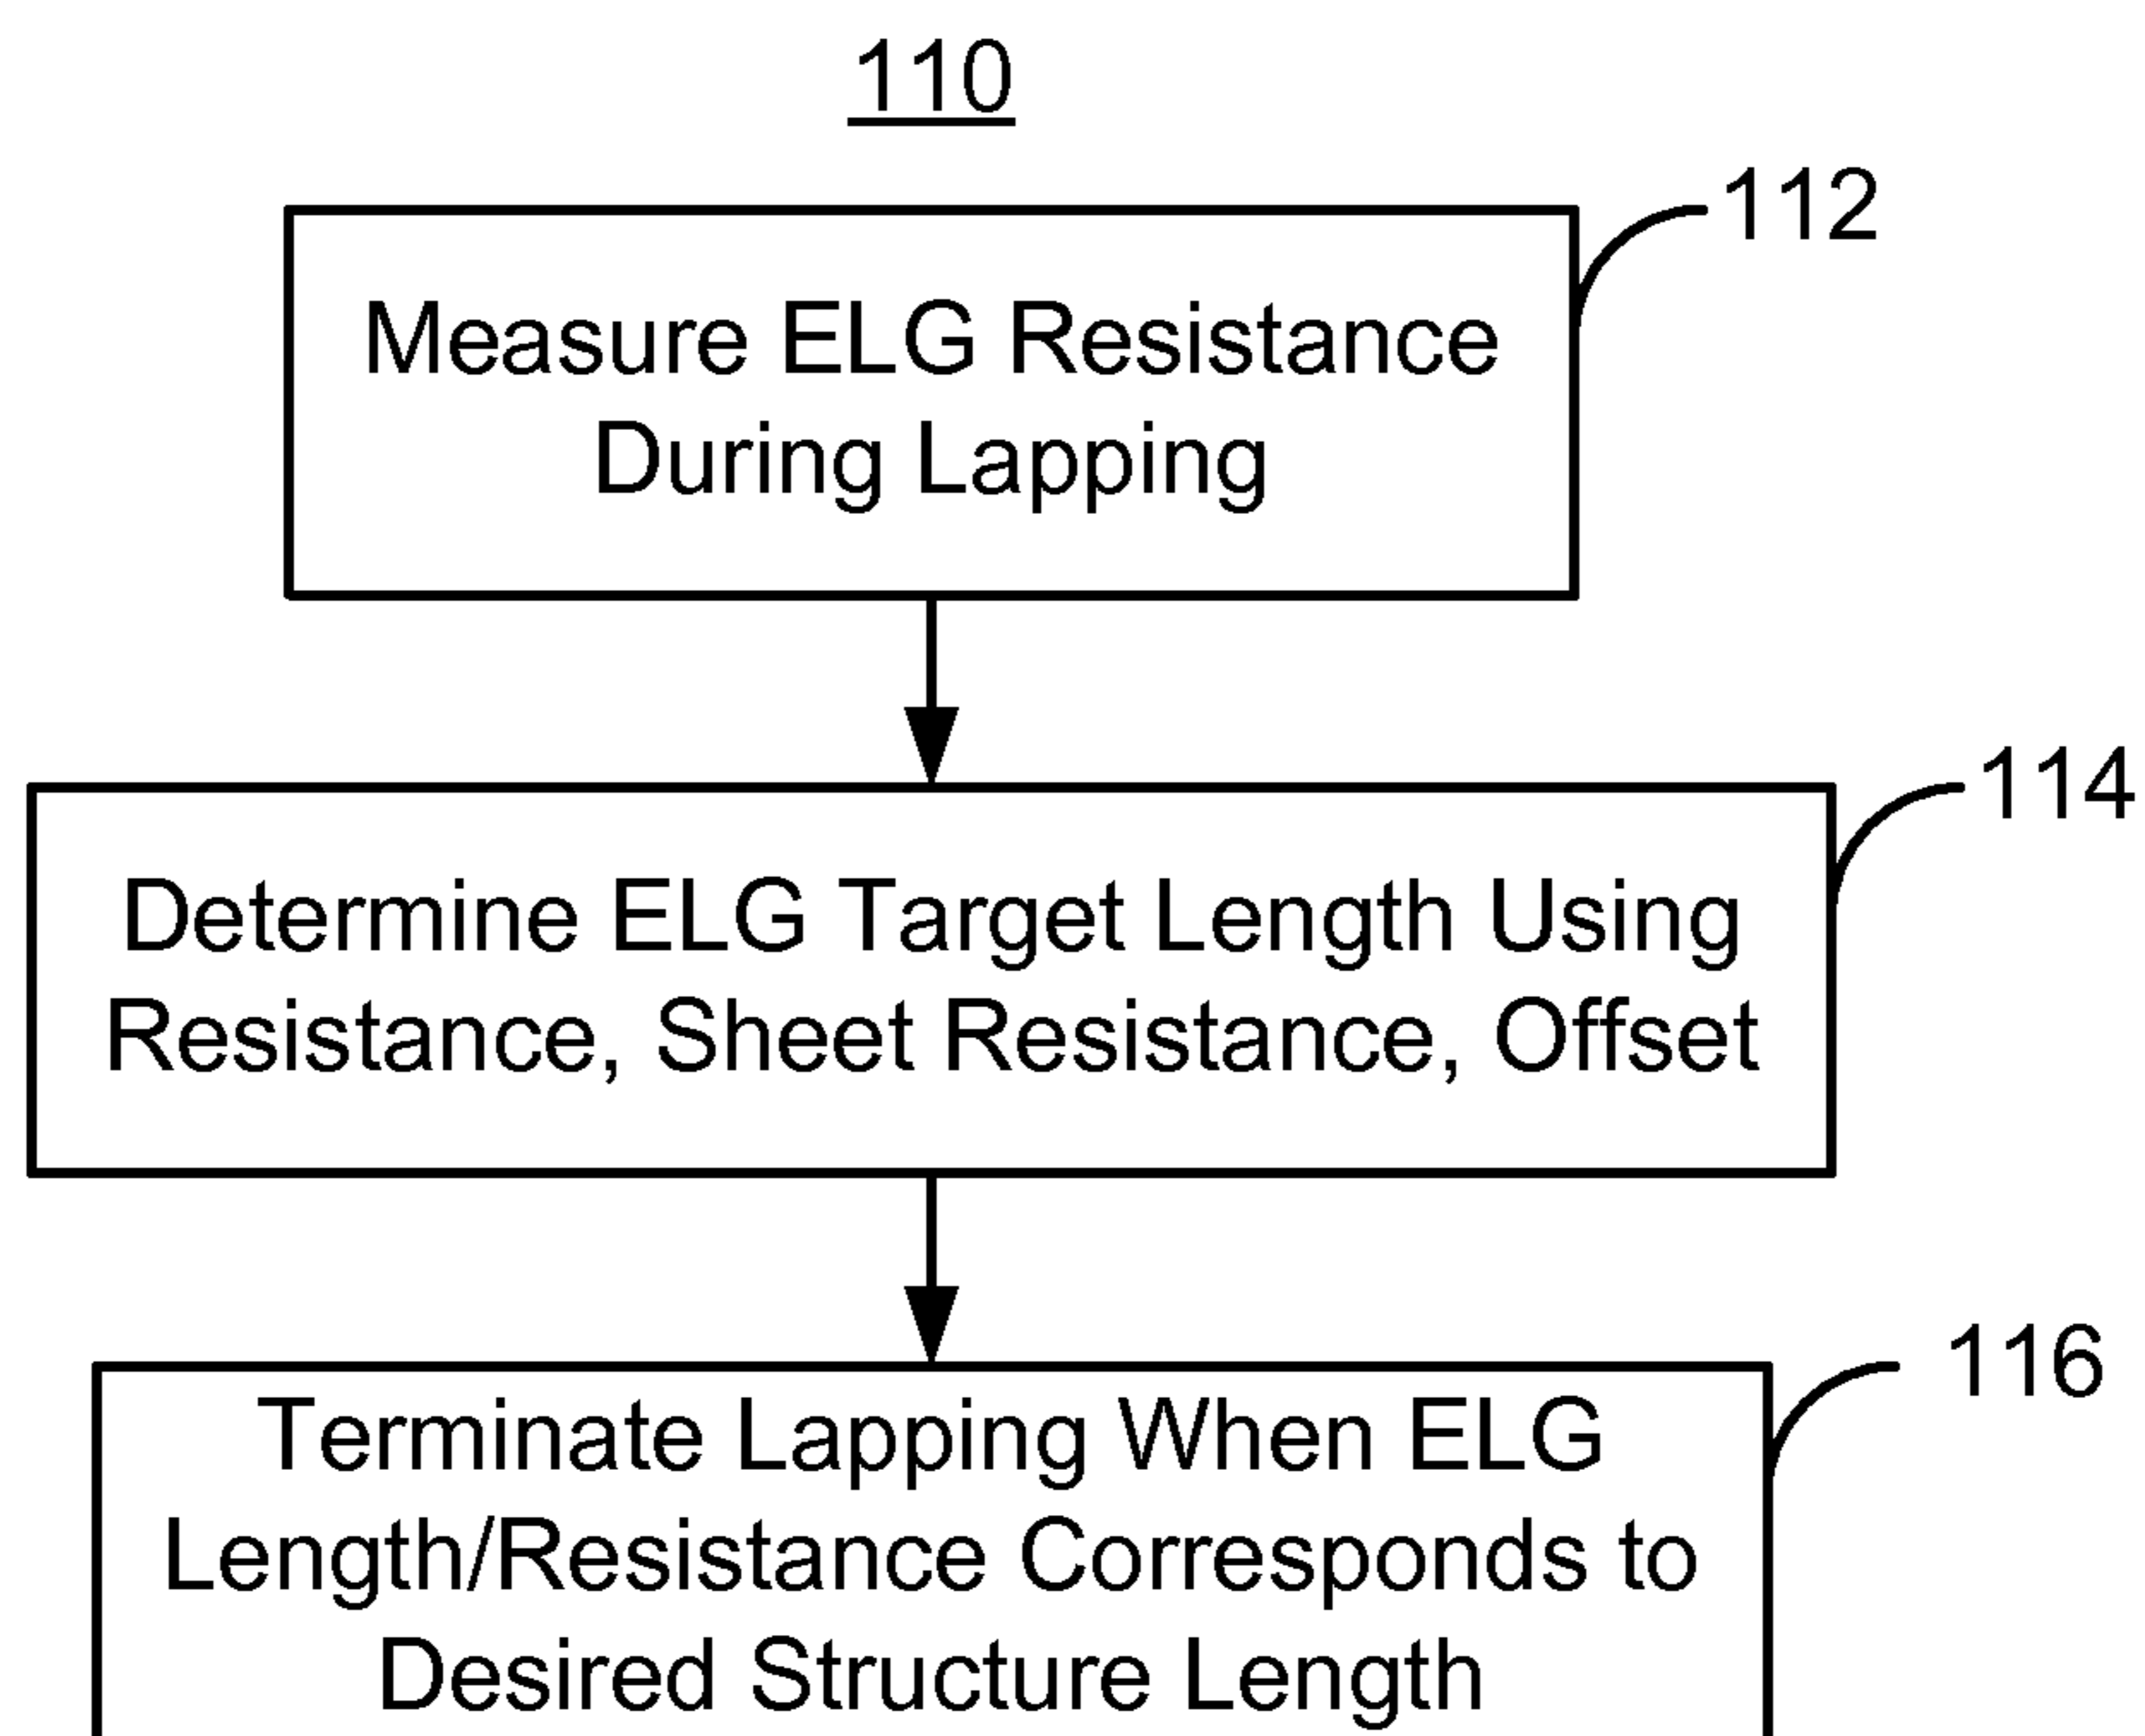 110
112
Measure ELG Resistance
During Lapping
114
Determine ELG Target Length Using
Resistance, Sheet Resistance, Offset
116
Terminate Lapping When ELG
Length/Resistance Corresponds to
Desired Structure Length